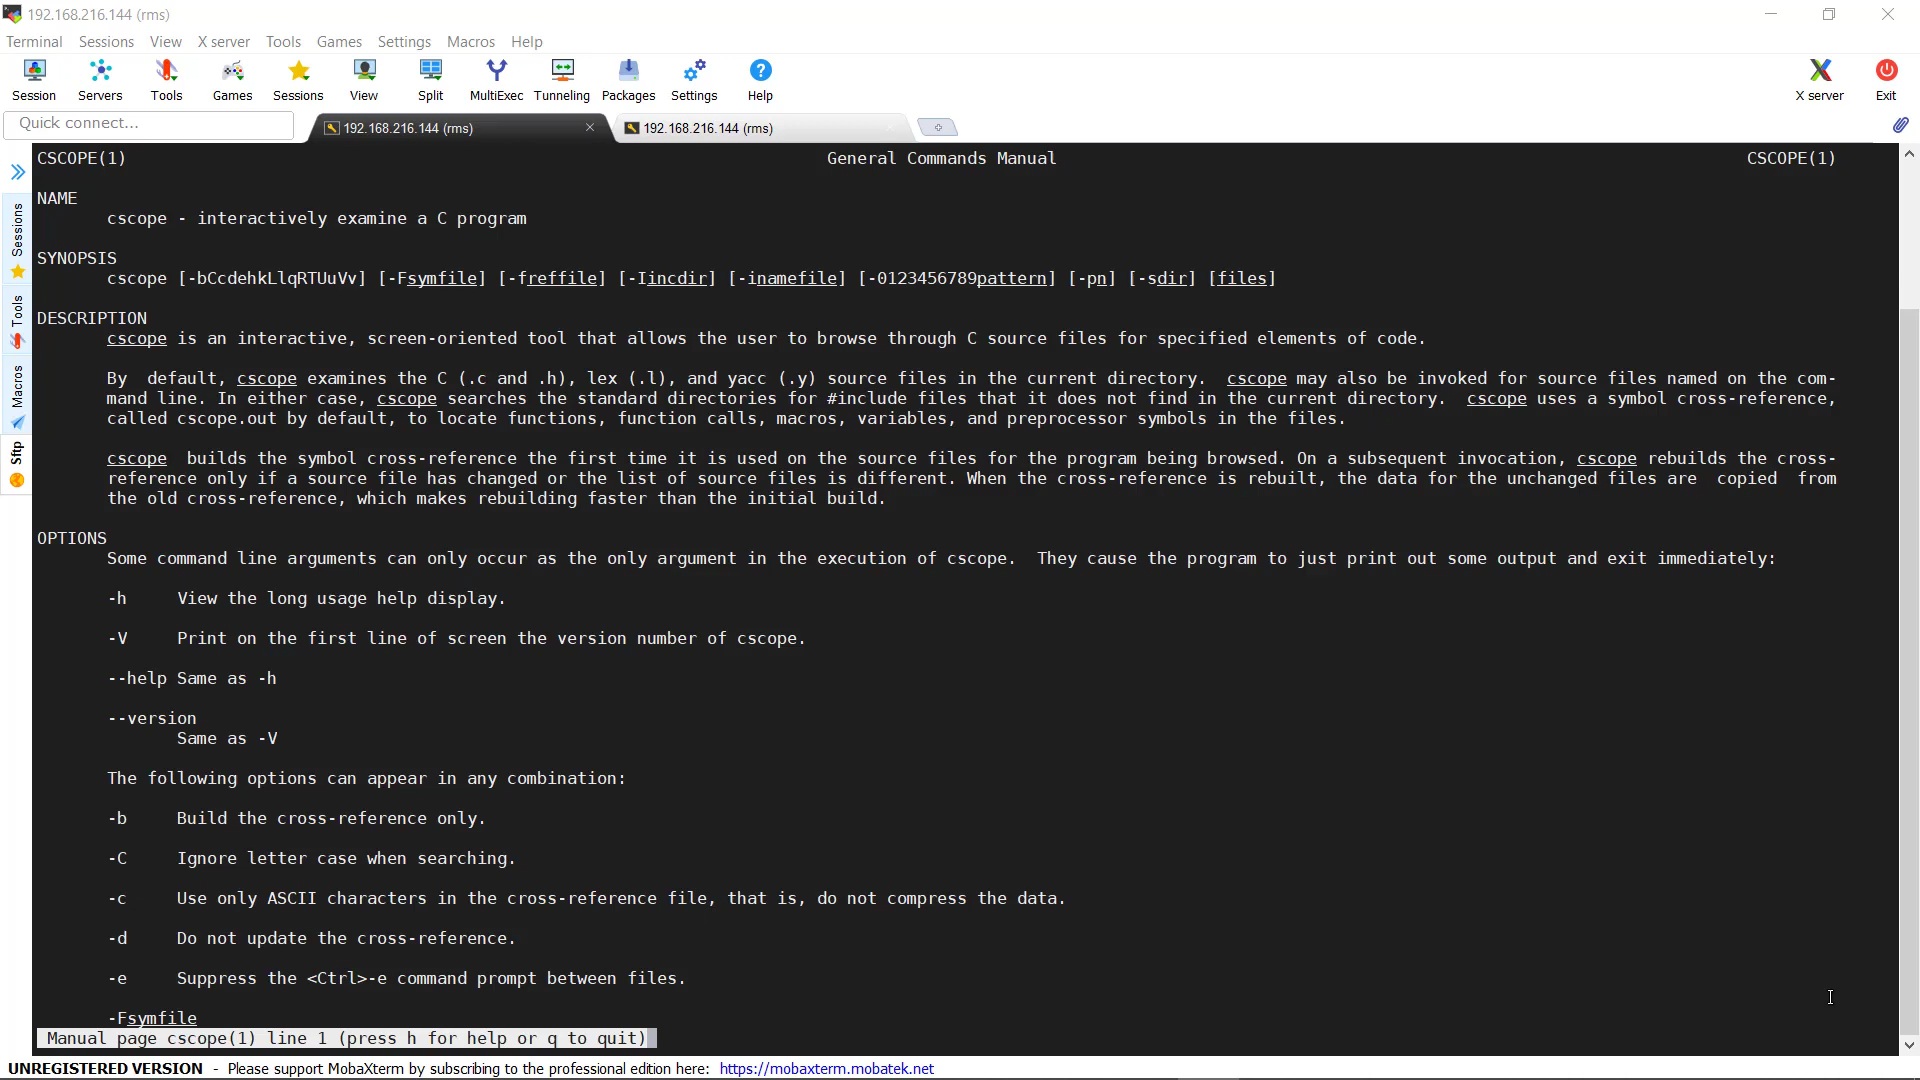 192.168.216.144 (rms)
Terminal Sessions View X server Tools Games Settings Macros Help
Session Servers Tools Games Sessions View Split MultiExec Tunneling Packages Settings Help X server Exit
Quick connect... 192.168.216.144 (rms) 192.168.216.144 (rms)
Sessions
Tools
Macros
Sftp
CSCOPE(1) General Commands Manual CSCOPE(1)
NAME
cscope - interactively examine a C program
SYNOPSIS
cscope [-bCcdehkLlqRTUuVv] [-Fsymfile] [-freffile] [-Iincdir] [-inamefile] [-0123456789pattern] [-pn] [-sdir] [files]
DESCRIPTION
cscope is an interactive, screen-oriented tool that allows the user to browse through C source files for specified elements of code.
By default, cscope examines the C (.c and .h), lex (.l), and yacc (.y) source files in the current directory. cscope may also be invoked for source files named on the com-
mand line. In either case, cscope searches the standard directories for #include files that it does not find in the current directory. cscope uses a symbol cross-reference,
called cscope.out by default, to locate functions, function calls, macros, variables, and preprocessor symbols in the files.
cscope builds the symbol cross-reference the first time it is used on the source files for the program being browsed. On a subsequent invocation, cscope rebuilds the cross-
reference only if a source file has changed or the list of source files is different. When the cross-reference is rebuilt, the data for the unchanged files are copied from
the old cross-reference, which makes rebuilding faster than the initial build.
OPTIONS
Some command line arguments can only occur as the only argument in the execution of cscope. They cause the program to just print out some output and exit immediately:
-h View the long usage help display.
-V Print on the first line of screen the version number of cscope.
--help Same as -h
--version
Same as -V
The following options can appear in any combination:
-b Build the cross-reference only.
-C Ignore letter case when searching.
-c Use only ASCII characters in the cross-reference file, that is, do not compress the data.
-d Do not update the cross-reference.
-e Suppress the <Ctrl>-e command prompt between files.
-Fsymfile
Manual page cscope(1) line 1 (press h for help or q to quit)
UNREGISTERED VERSION - Please support MobaXterm by subscribing to the professional edition here: https://mobaxterm.mobatek.net